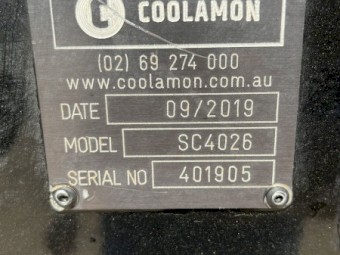 COOLAMON
(02) 69 274 000
www.coolamon.com.au
DATE 09/2019
MODEL SC4026
SERIAL NO 401905